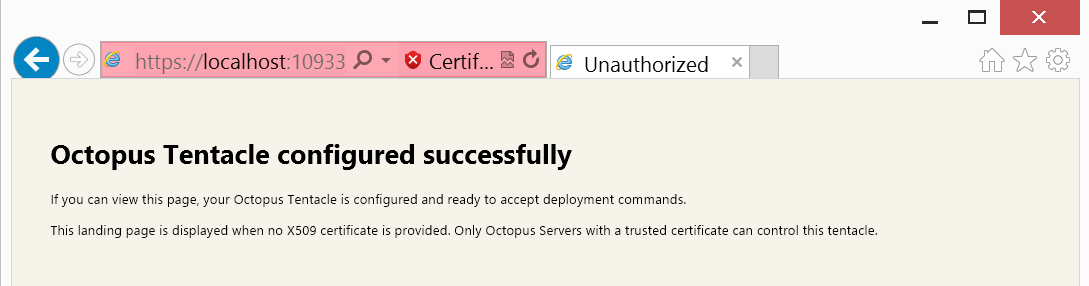 https://localhost:10933 Certif... Unauthorized
Octopus Tentacle configured successfully
If you can view this page, your Octopus Tentacle is configured and ready to accept deployment commands.
This landing page is displayed when no X509 certificate is provided. Only Octopus Servers with a trusted certificate can control this tentacle.